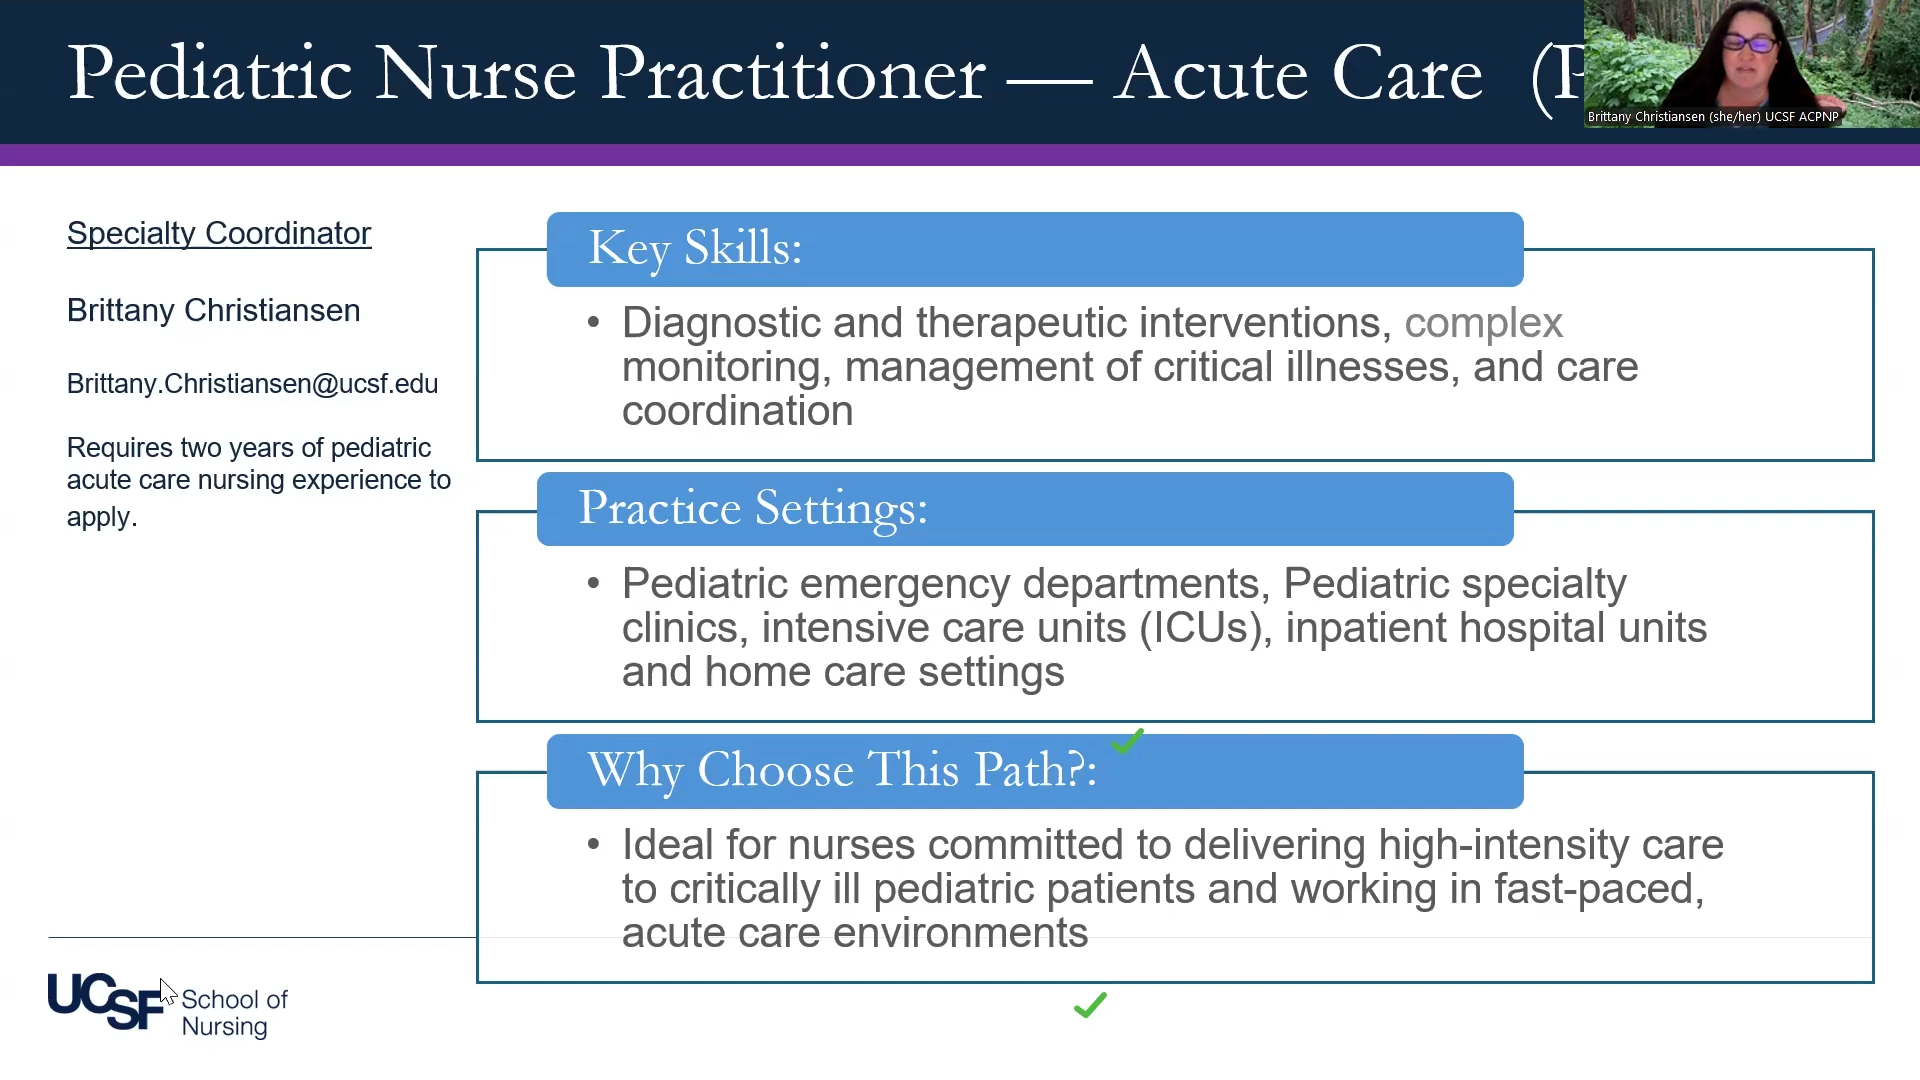 Pediatric Nurse Practitioner — Acute Care (P
Brittany Christiansen (she/her) UCSF ACPNP
Specialty Coordinator
Brittany Christiansen
Brittany.Christiansen@ucsf.edu
Requires two years of pediatric
acute care nursing experience to
apply.
Key Skills:
• Diagnostic and therapeutic interventions, complex
monitoring, management of critical illnesses, and care
coordination
Practice Settings:
• Pediatric emergency departments, Pediatric specialty
clinics, intensive care units (ICUs), inpatient hospital units
and home care settings
Why Choose This Path?:
• Ideal for nurses committed to delivering high-intensity care
to critically ill pediatric patients and working in fast-paced,
acute care environments
UCSF School of
Nursing